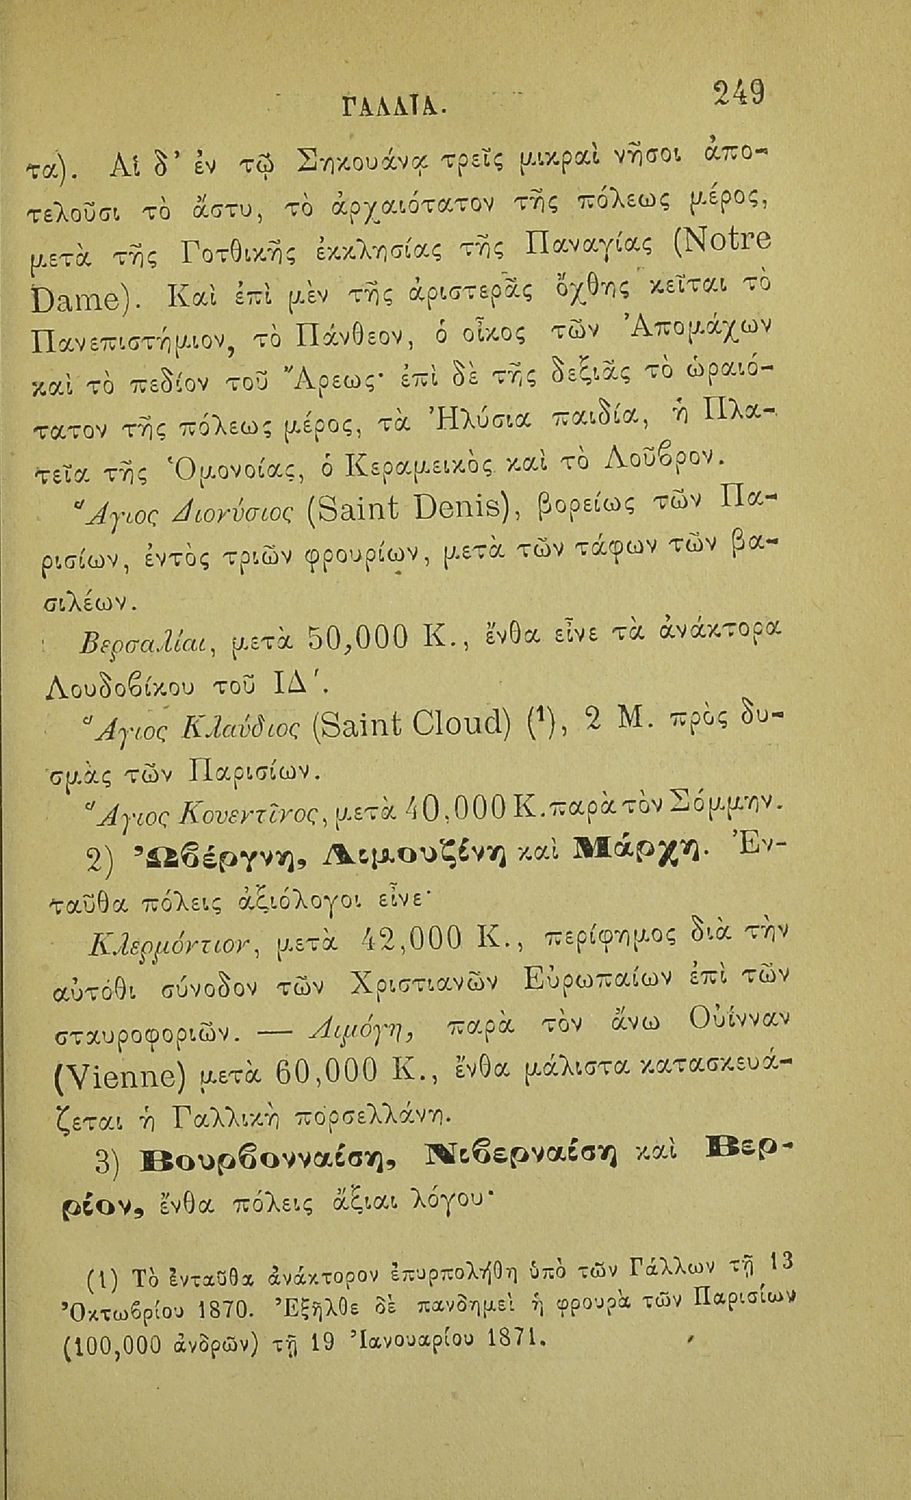 ΓΑΛΛΙΑ. 249
τα). Αἱ δ’ ἐν τῷ Σηκουάνᾳ τρεῖς μικραὶ νῆσοι ἀπο-
τελοῦσι τὸ ἄστυ, τὸ ἀρχαιότατον τῆς πόλεως μέρος,
μετὰ τῆς Γοτθικῆς ἐκκλησίας τῆς Παναγίας (Notre
Dame). Καὶ ἐπὶ μὲν τῆς ἀριστερᾶς ὄχθης κεῖται τὸ
Πανεπιστήμιον, τὸ Πάνθεον, ὁ οἶκος τῶν Ἀπομάχων
καὶ τὸ πεδίον τοῦ Ἄρεως· ἐπὶ δὲ τῆς δεξιᾶς τὸ ὡραιό-
τατον τῆς πόλεως μέρος, τὰ Ἠλύσια παιδία, ἡ Πλα-
τεῖα τῆς Ὁμονοίας, ὁ Κεραμεικὸς καὶ τὸ Λοῦβρον.
Ἅγιος Διονύσιος (Saint Denis), βορείως τῶν Πα-
ρισίων, ἐντὸς τριῶν φρουρίων, μετὰ τῶν τάφων τῶν βα-
σιλέων.
Βερσαλίαι, μετὰ 50,000 Κ., ἔνθα εἶνε τὰ ἀνάκτορα
Λουδοβίκου τοῦ ΙΔ΄.
Ἅγιος Κλαύδιος (Saint Cloud) (¹), 2 Μ. πρὸς δυ-
σμὰς τῶν Παρισίων.
Ἅγιος Κουεντῖνος, μετὰ 40,000 Κ. παρὰ τὸν Σόμμην.
2) Ὠβέργνη, Λιμουζένη καὶ Μάρχη. Ἐν-
ταῦθα πόλεις ἀξιόλογοι εἶνε·
Κλερμόντιον, μετὰ 42,000 Κ., περίφημος διὰ τὴν
αὐτόθι σύνοδον τῶν Χριστιανῶν Εὐρωπαίων ἐπὶ τῶν
σταυροφοριῶν. — Λιμόγη, παρὰ τὸν ἄνω Οὐίνναν
(Vienne) μετὰ 60,000 Κ., ἔνθα μάλιστα κατασκευά-
ζεται ἡ Γαλλικὴ πορσελλάνη.
3) Βουρβονναίση, Νιβερναίση καὶ Βερ-
ρίον, ἔνθα πόλεις ἄξιαι λόγου·
(1) Τὸ ἐνταῦθα ἀνάκτορον ἐπυρπολήθη ὑπὸ τῶν Γάλλων τῇ 13
Ὀκτωβρίου 1870. Ἐξῆλθε δὲ πανδημεὶ ἡ φρουρὰ τῶν Παρισίων
(100,000 ἀνδρῶν) τῇ 19 Ἰανουαρίου 1871.